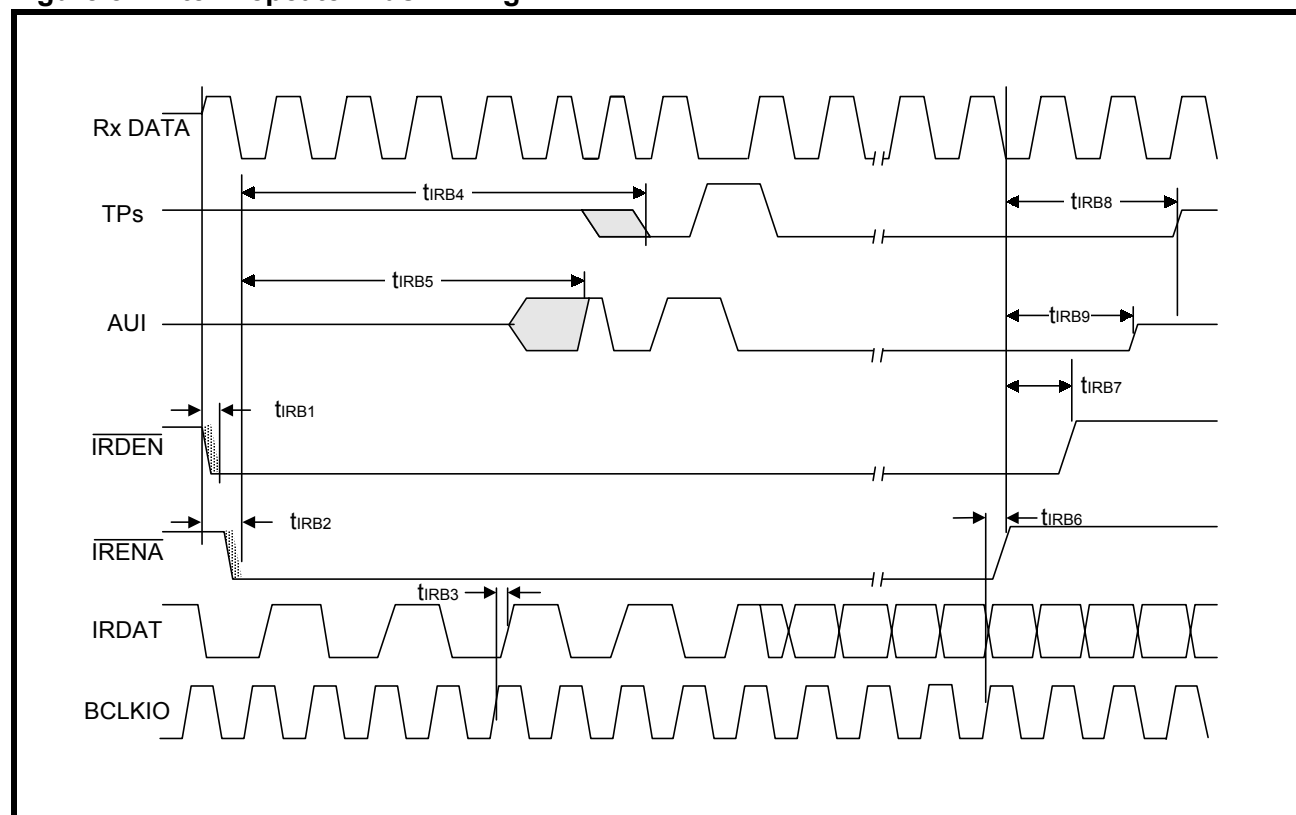 Rx DATA
TPs
tIRB4
tIRB8
tIRB5
AUI
tIRB9
tIRB7
tIRB1
IRDEN
tIRB2
tIRB6
IRENA
tIRB3
IRDAT
BCLKIO